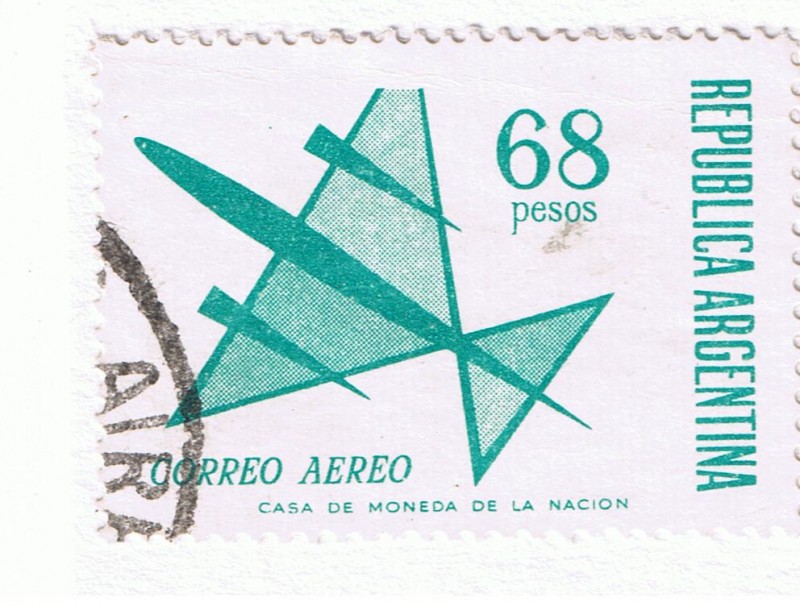 68
pesos
REPUBLICA ARGENTINA
CORREO AEREO
CASA DE MONEDA DE LA NACION